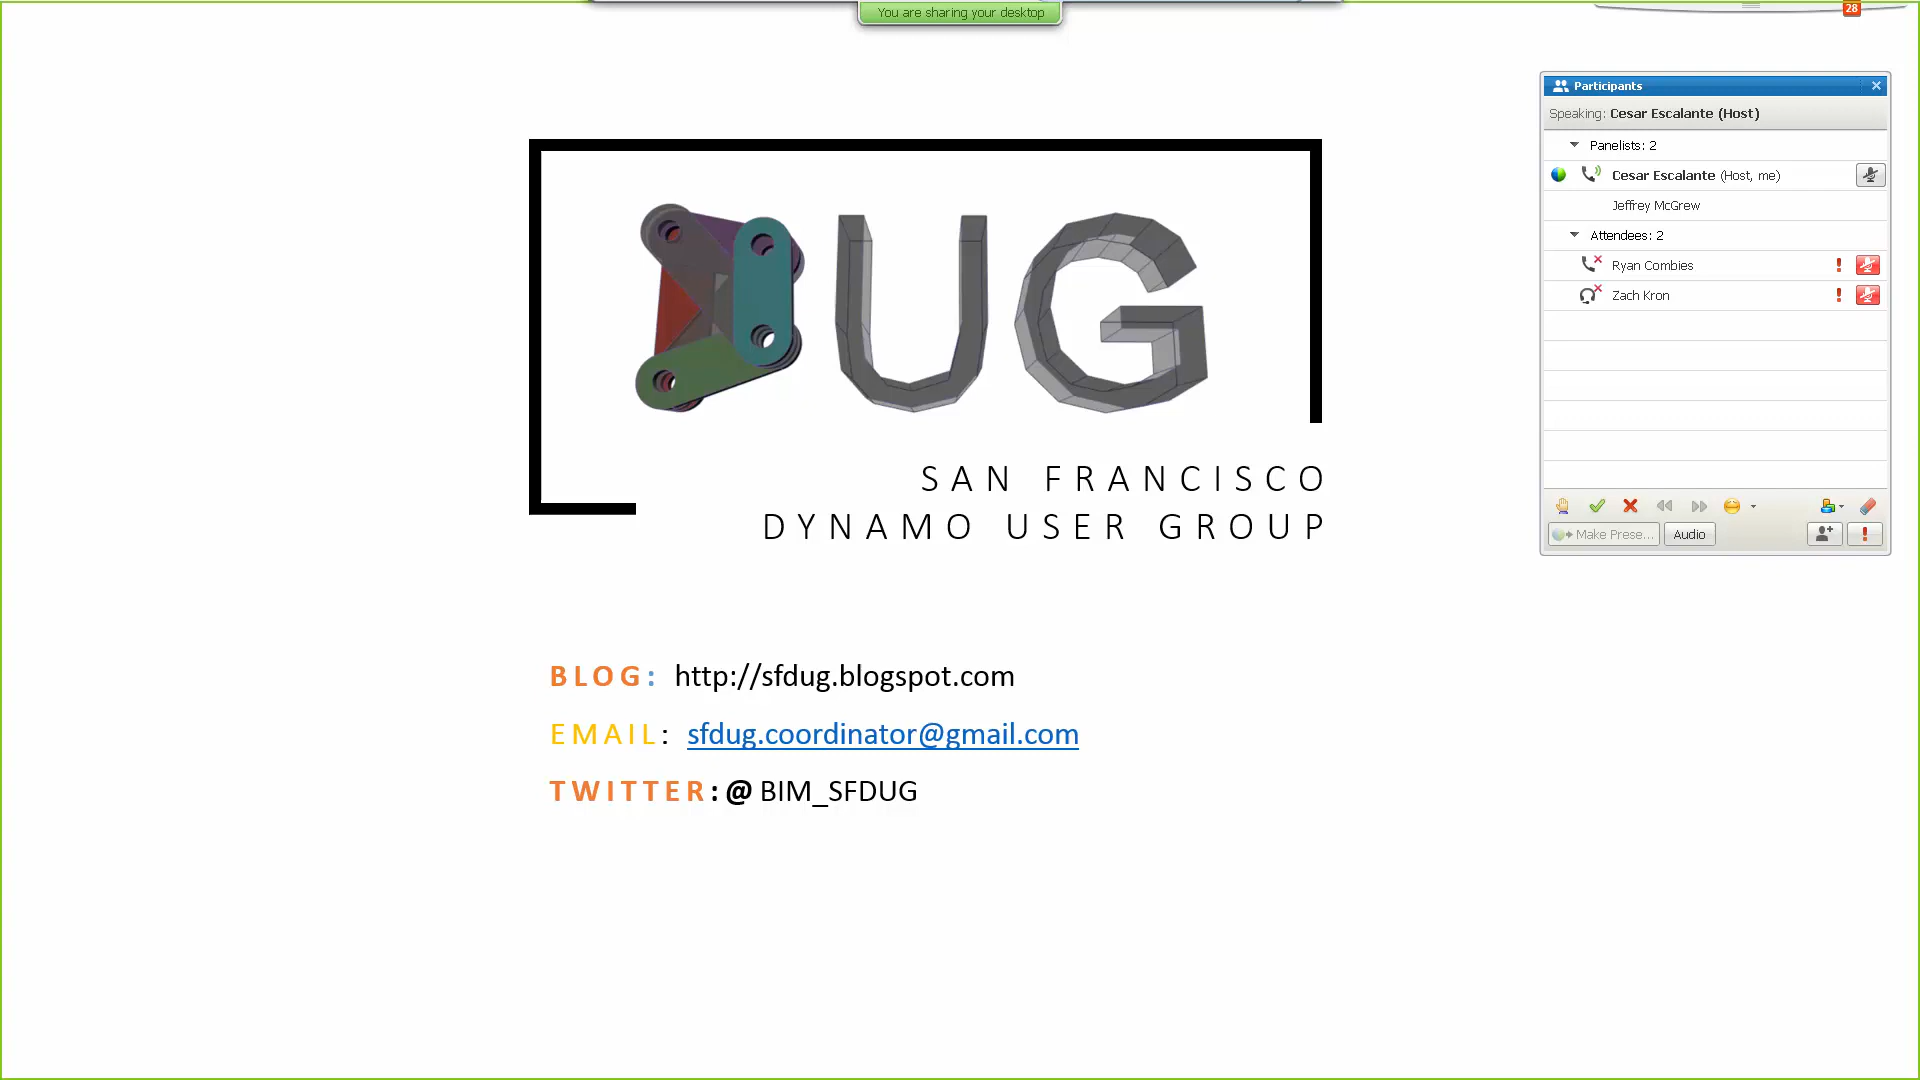 You are sharing your desktop
28
Participants
Speaking: Cesar Escalante (Host)
Panelists: 2
Cesar Escalante (Host, me)
Jeffrey McGrew
Attendees: 2
Ryan Combies
Zach Kron
Make Prese...
Audio
DUG
SAN FRANCISCO
DYNAMO USER GROUP
BLOG: http://sfdug.blogspot.com
EMAIL: sfdug.coordinator@gmail.com
TWITTER: @ BIM_SFDUG